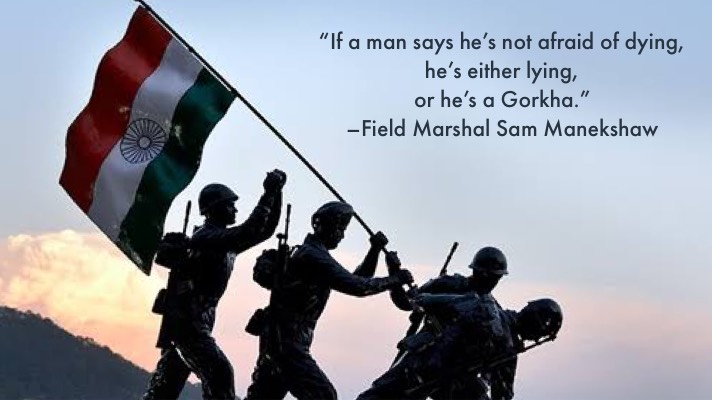 “If a man says he’s not afraid of dying,
he’s either lying,
or he’s a Gorkha.”
–Field Marshal Sam Manekshaw